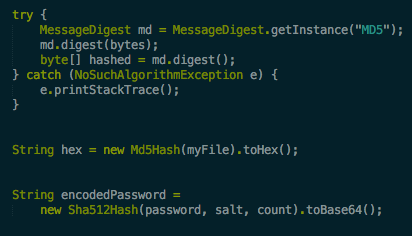 try {
    MessageDigest md = MessageDigest.getInstance("MD5");
    md.digest(bytes);
    byte[] hashed = md.digest();
} catch (NoSuchAlgorithmException e) {
    e.printStackTrace();
}
String hex = new Md5Hash(myFile).toHex();
String encodedPassword =
    new Sha512Hash(password, salt, count).toBase64();